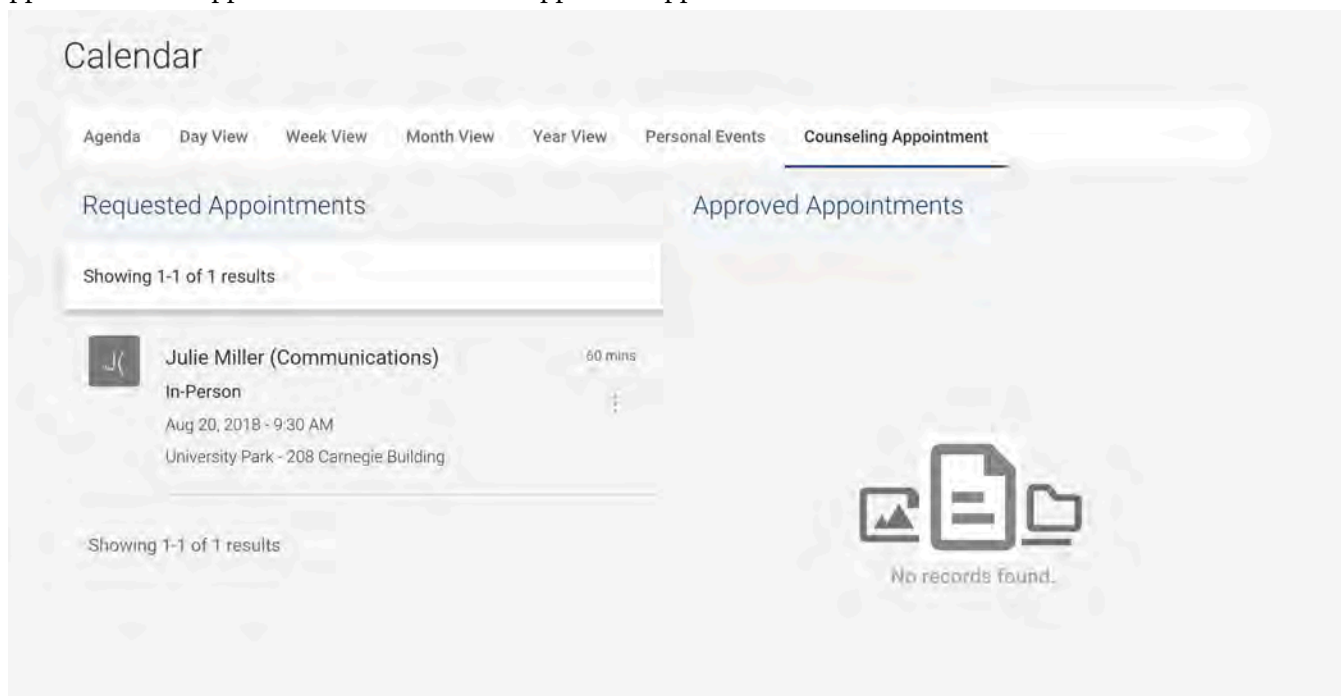 Calendar
Agenda Day View Week View Month View Year View Personal Events Counseling Appointment
Requested Appointments
Approved Appointments
Showing 1-1 of 1 results
J(
Julie Miller (Communications) 60 mins
In-Person
Aug 20, 2018 - 9:30 AM
University Park - 208 Carnegie Building
Showing 1-1 of 1 results
No records found.